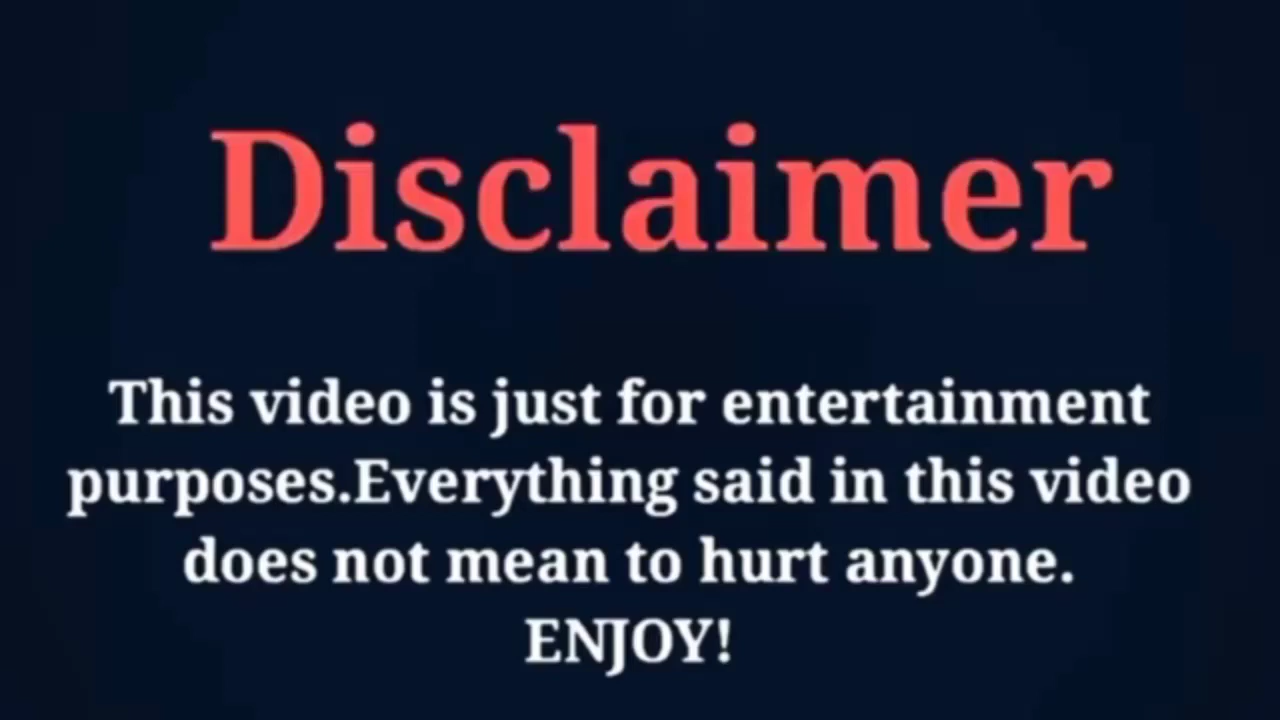 Disclaimer
This video is just for entertainment
purposes.Everything said in this video
does not mean to hurt anyone.
ENJOY!